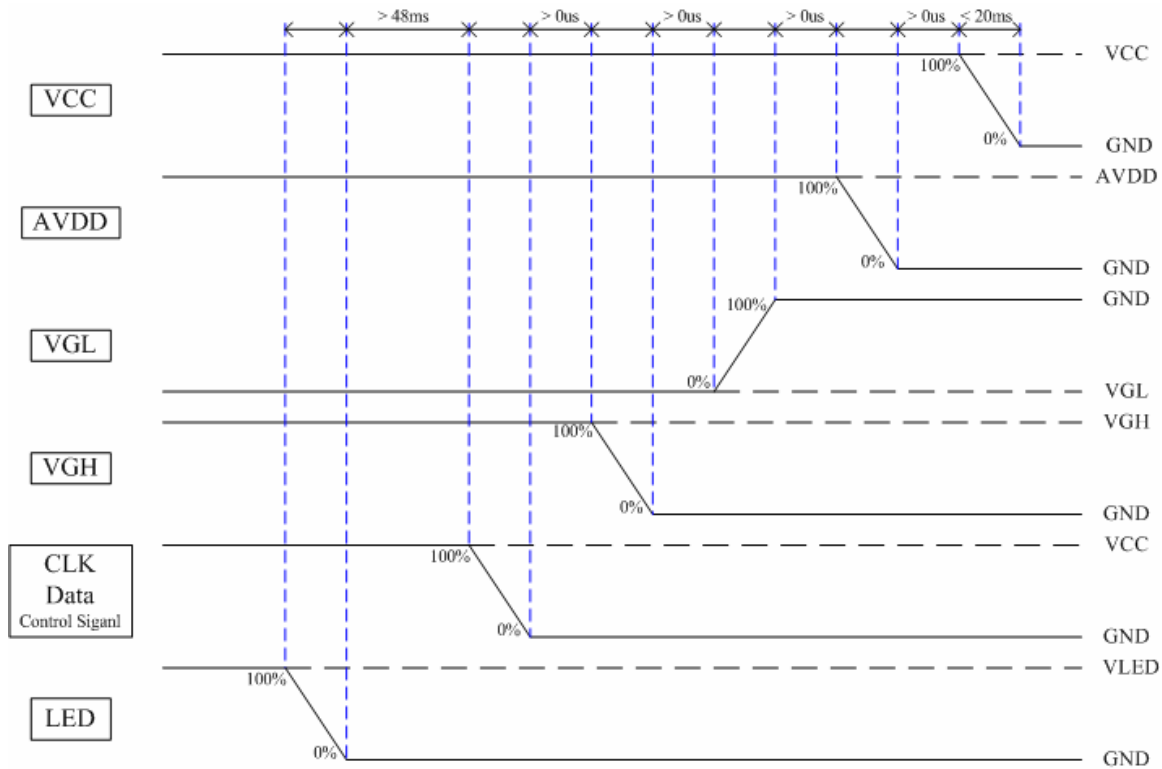 > 48ms > 0us > 0us > 0us > 0us < 20ms
VCC
100%
VCC
0%
GND
AVDD
100%
AVDD
0%
GND
GND
100%
VGL
0%
VGL
VGH
100%
VGH
0%
GND
VCC
100%
CLK
Data
Control Siganl
0%
GND
VLED
100%
LED
0%
GND